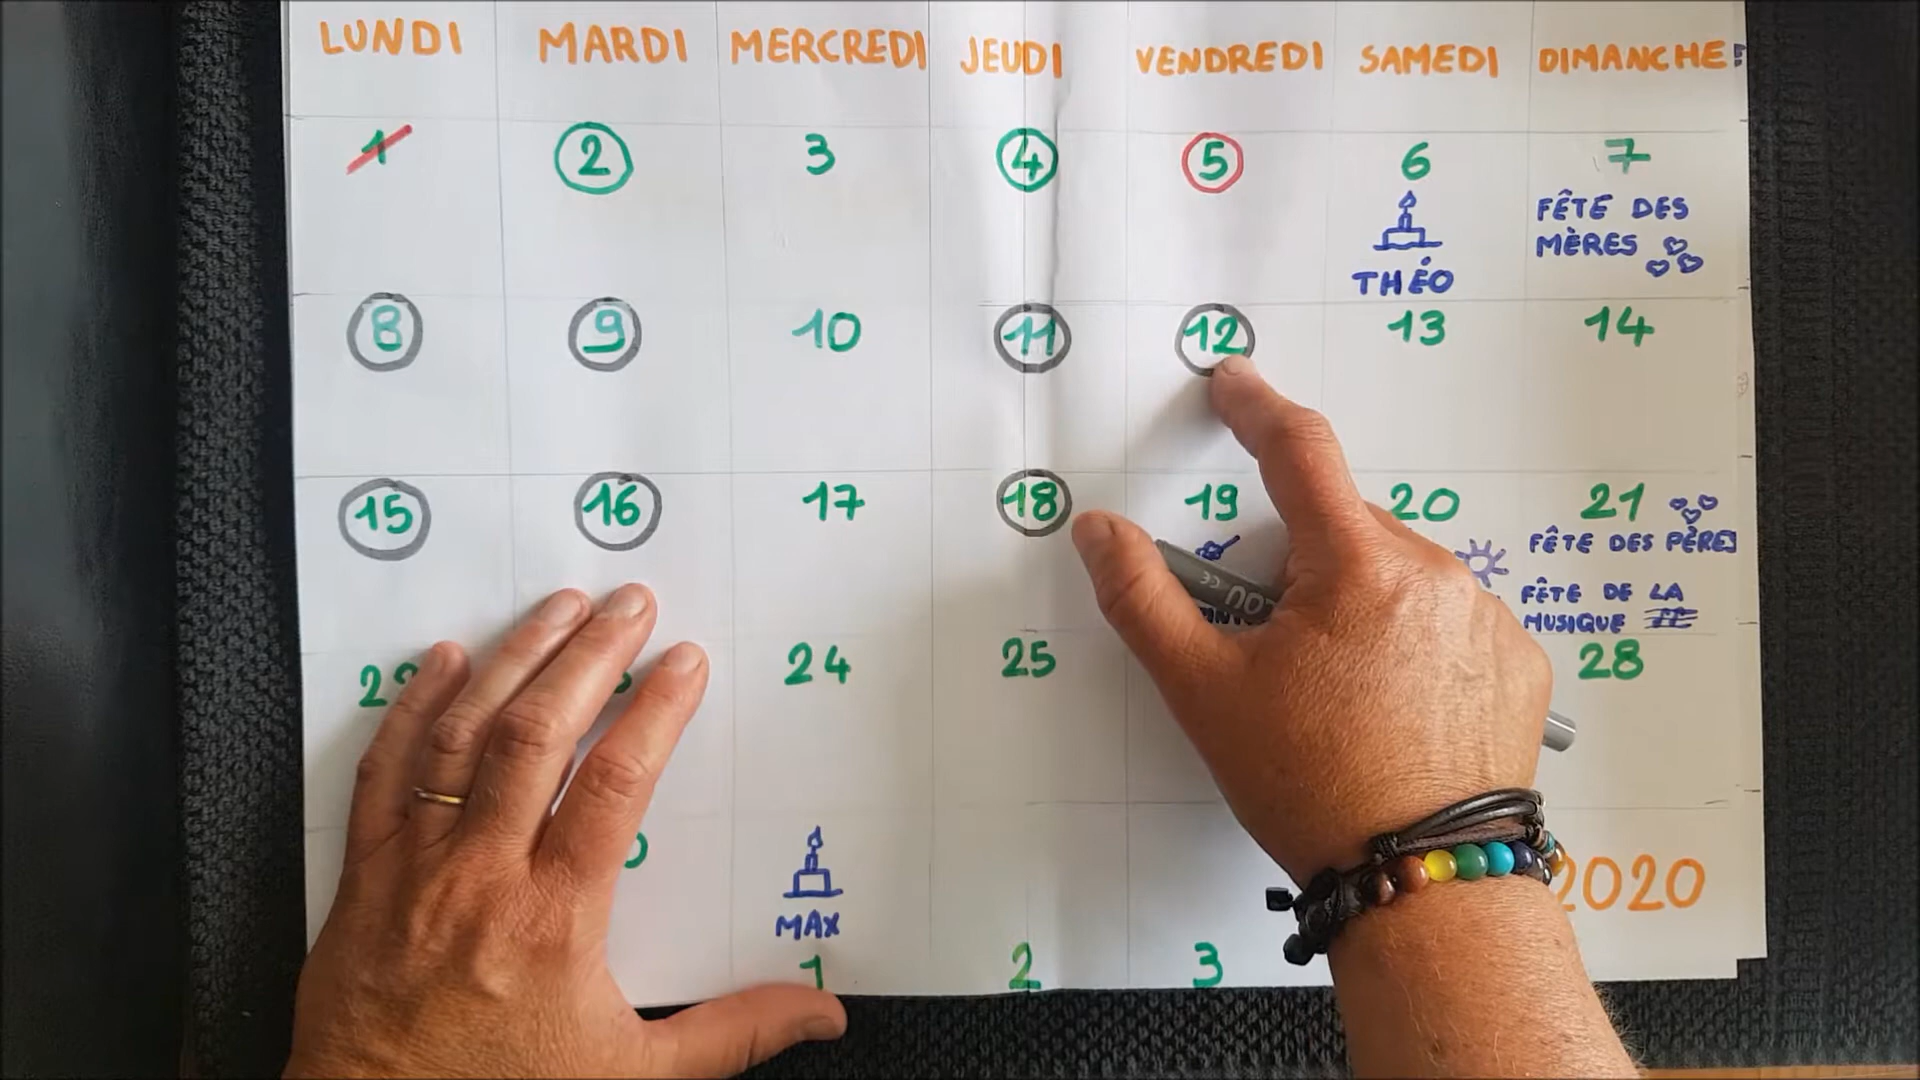 LUNDI MARDI MERCREDI JEUDI VENDREDI SAMEDI DIMANCHE
1 2 3 4 5 6 7
THÉO
FÊTE DES
MÈRES
8 9 10 11 12 13 14
15 16 17 18 19 20 21
FÊTE DES PÈRES
FÊTE DE LA
MUSIQUE
24 25 28
MAX
2020
1 2 3